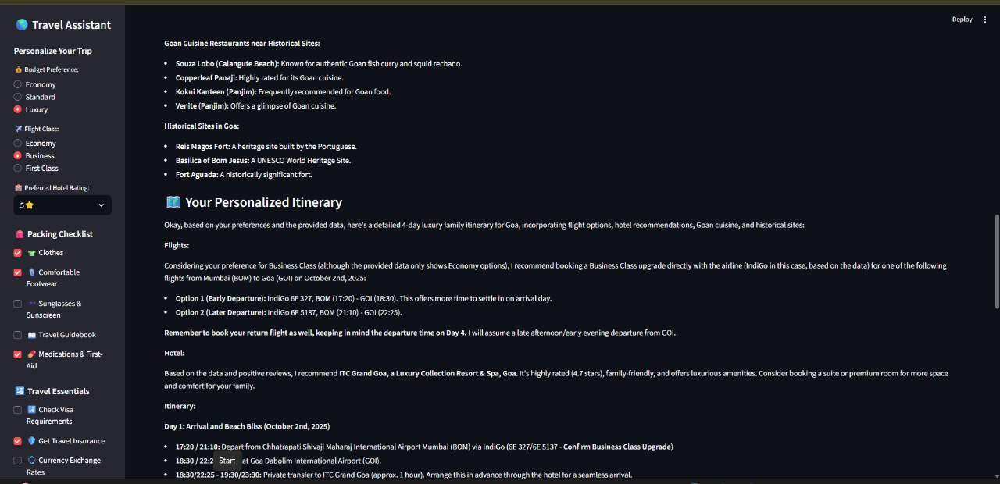 Travel Assistant
Personalize Your Trip
Budget Preference:
Economy
Standard
Luxury
Flight Class:
Economy
Business
First Class
Preferred Hotel Rating:
5
Packing Checklist
Clothes
Comfortable
Footwear
Sunglasses &
Sunscreen
Travel Guidebook
Medications & First-
Aid
Travel Essentials
Check Visa
Requirements
Get Travel Insurance
Currency Exchange
Rates
Deploy
Goan Cuisine Restaurants near Historical Sites:
• Souza Lobo (Calangute Beach): Known for authentic Goan fish curry and squid rechado.
• Copperleaf Panaji: Highly rated for its Goan cuisine.
• Kokni Kanteen (Panjim): Frequently recommended for Goan food.
• Venite (Panjim): Offers a glimpse of Goan cuisine.
Historical Sites in Goa:
• Reis Magos Fort: A heritage site built by the Portuguese.
• Basilica of Bom Jesus: A UNESCO World Heritage Site.
• Fort Aguada: A historically significant fort.
Your Personalized Itinerary
Okay, based on your preferences and the provided data, here's a detailed 4-day luxury family itinerary for Goa, incorporating flight options, hotel recommendations, Goan cuisine, and historical sites:
Flights:
Considering your preference for Business Class (although the provided data only shows Economy options), I recommend booking a Business Class upgrade directly with the airline (IndiGo in this case, based on the data) for one of the following
flights from Mumbai (BOM) to Goa (GOI) on October 2nd, 2025:
• Option 1 (Early Departure): IndiGo 6E 327, BOM (17:20) - GOI (18:30). This offers more time to settle in on arrival day.
• Option 2 (Later Departure): IndiGo 6E 5137, BOM (21:10) - GOI (22:25).
Remember to book your return flight as well, keeping in mind the departure time on Day 4. I will assume a late afternoon/early evening departure from GOI.
Hotel:
Based on the data and positive reviews, I recommend ITC Grand Goa, a Luxury Collection Resort & Spa, Goa. It's highly rated (4.7 stars), family-friendly, and offers luxurious amenities. Consider booking a suite or premium room for more space
and comfort for your family.
Itinerary:
Day 1: Arrival and Beach Bliss (October 2nd, 2025)
• 17:20 / 21:10: Depart from Chhatrapati Shivaji Maharaj International Airport Mumbai (BOM) via IndiGo (6E 327/6E 5137 - Confirm Business Class Upgrade)
• 18:30 / 22:2 Start at Goa Dabolim International Airport (GOI).
• 18:30/22:25 - 19:30/23:30: Private transfer to ITC Grand Goa (approx. 1 hour). Arrange this in advance through the hotel for a seamless arrival.